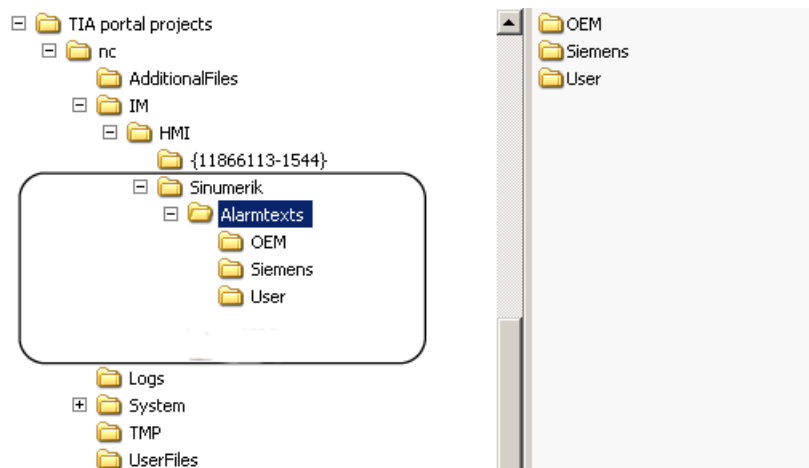 TIA portal projects
nc
AdditionalFiles
IM
HMI
{11866113-1544}
Sinumerik
Alarmtexts
OEM
Siemens
User
Logs
System
TMP
UserFiles
OEM
Siemens
User